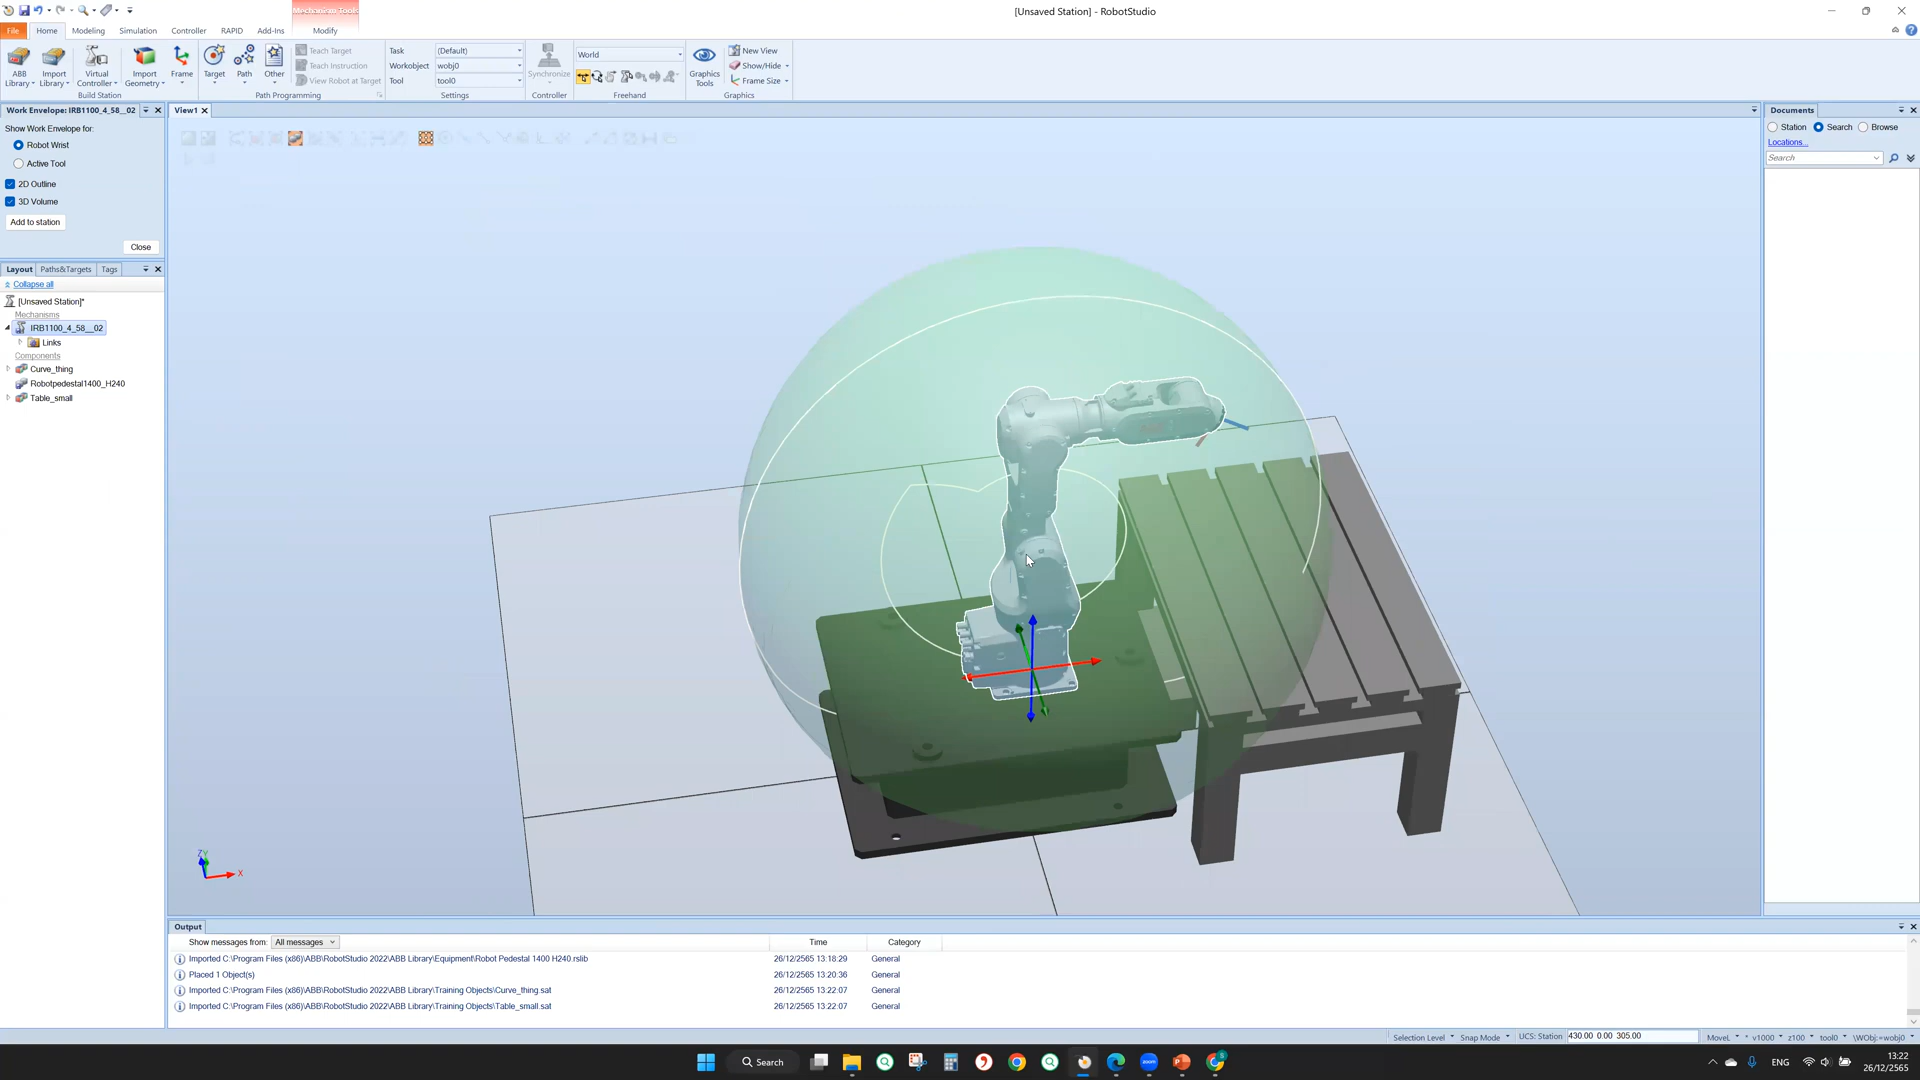 [Unsaved Station] - RobotStudio
Mechanism Tools
File Home Modeling Simulation Controller RAPID Add-Ins Modify
ABB Library
Import Library
Virtual Controller
Import Geometry
Frame
Build Station
Target
Path
Other
Teach Target
Teach Instruction
View Robot at Target
Path Programming
Task (Default)
Workobject wobj0
Tool tool0
Settings
Synchronize
Controller
World
Freehand
Graphics Tools
New View
Show/Hide
Frame Size
Graphics
Work Envelope: IRB1100_4_58__02
Show Work Envelope for:
Robot Wrist
Active Tool
2D Outline
3D Volume
Add to station
Close
Layout Paths&Targets Tags
Collapse all
[Unsaved Station]*
Mechanisms
IRB1100_4_58__02
Links
Components
Curve_thing
Robotpedestal1400_H240
Table_small
View1
X
Y
Z
Documents
Station Search Browse
Locations...
Search
Output
Show messages from: All messages Time Category
Imported C:\Program Files (x86)\ABB\RobotStudio 2022\ABB Library\Equipment\Robot Pedestal 1400 H240.rslib 26/12/2565 13:18:29 General
Placed 1 Object(s) 26/12/2565 13:20:36 General
Imported C:\Program Files (x86)\ABB\RobotStudio 2022\ABB Library\Training Objects\Curve_thing.sat 26/12/2565 13:22:07 General
Imported C:\Program Files (x86)\ABB\RobotStudio 2022\ABB Library\Training Objects\Table_small.sat 26/12/2565 13:22:07 General
Selection Level Snap Mode UCS: Station 430.00 0.00 305.00 MoveL * v1000 z100 tool0 \WObj:=wobj0
Search
zoom
ENG
13:22
26/12/2565